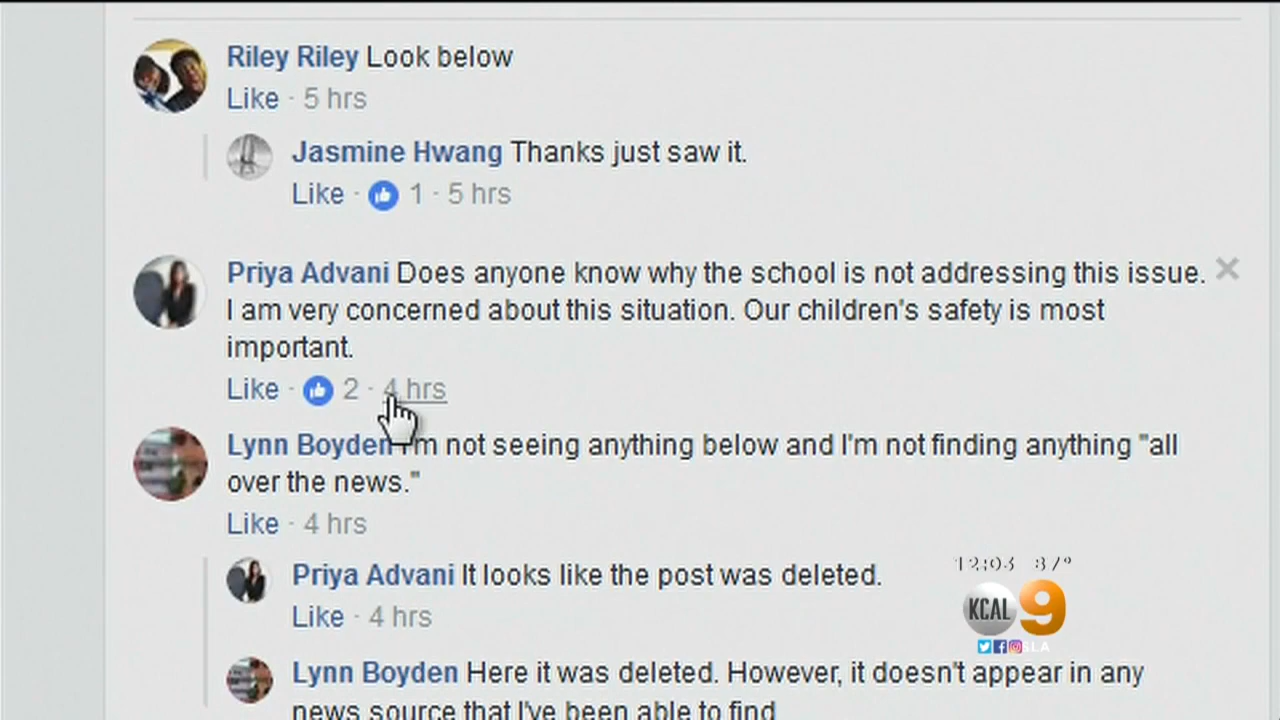 Riley Riley Look below
Like · 5 hrs
Jasmine Hwang Thanks just saw it.
Like · 1 · 5 hrs
Priya Advani Does anyone know why the school is not addressing this issue.
I am very concerned about this situation. Our children's safety is most
important.
Like · 2 · 4 hrs
Lynn Boyden I'm not seeing anything below and I'm not finding anything "all
over the news."
Like · 4 hrs
Priya Advani It looks like the post was deleted.
Like · 4 hrs
12:03 87°
KCAL 9
SLA
Lynn Boyden Here it was deleted. However, it doesn't appear in any
news source that I've been able to find